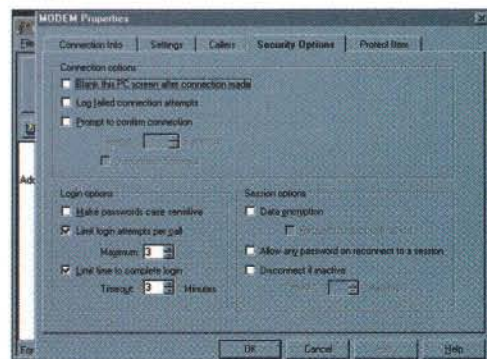 MODEM Properties
Connection Info
Settings
Callers
Security Options
Protect Item
Connection options
Blank this PC screen after connection made
Log failed connection attempts
Prompt to confirm connection
Login options
Make passwords case sensitive
Limit login attempts per call
Maximum: 3
Limit time to complete login
Timeout: 3 Minutes
Session options
Data encryption
Allow any password on reconnect to a session
Disconnect if inactive
OK
Cancel
Help